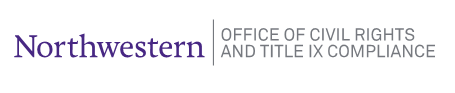 Northwestern
OFFICE OF CIVIL RIGHTS
AND TITLE IX COMPLIANCE